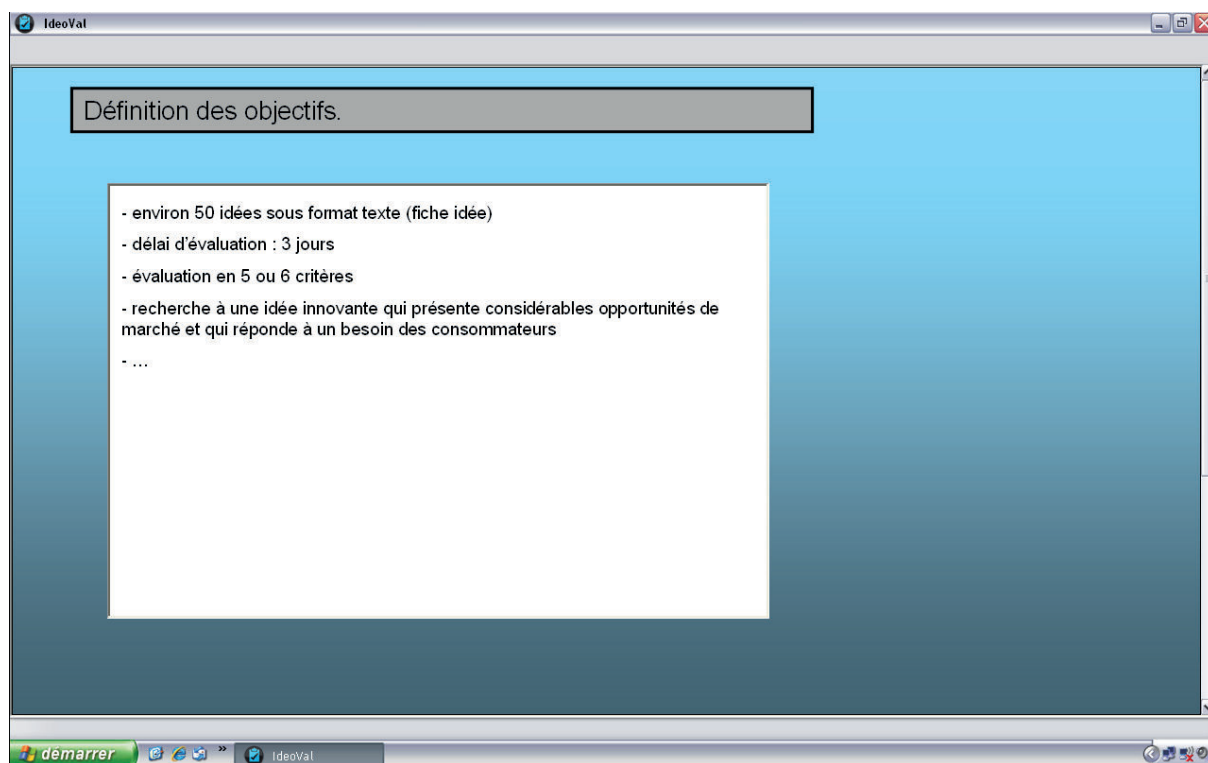 IdeoVal
Définition des objectifs.
- environ 50 idées sous format texte (fiche idée)
- délai d'évaluation : 3 jours
- évaluation en 5 ou 6 critères
- recherche à une idée innovante qui présente considérables opportunités de
marché et qui réponde à un besoin des consommateurs
- ...
démarrer
IdeoVal